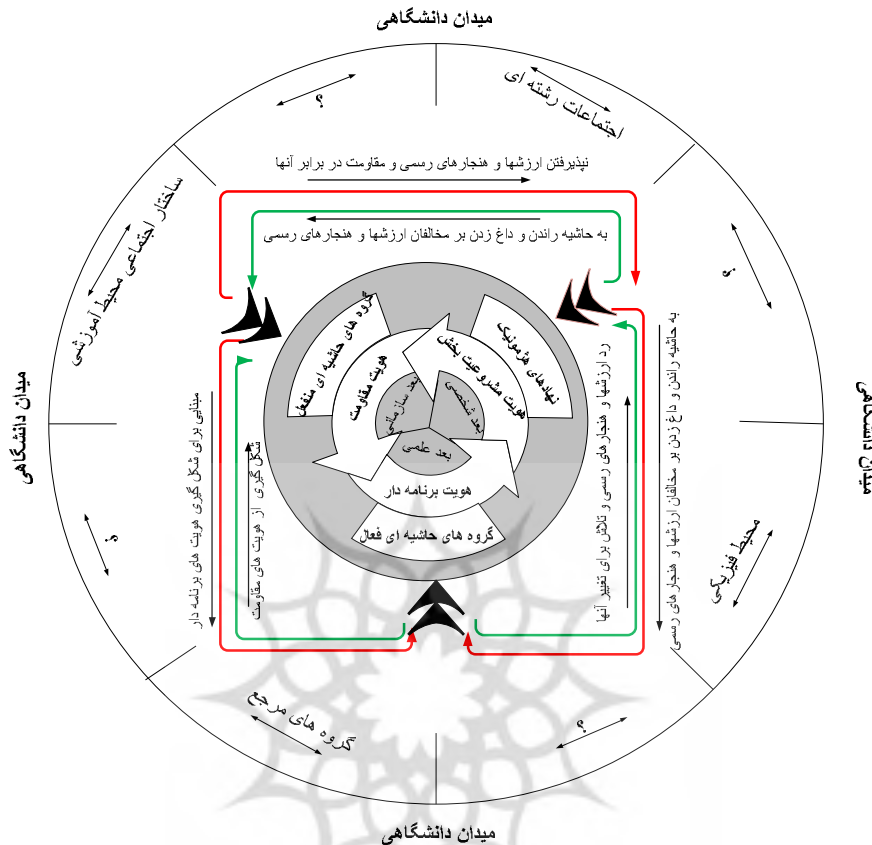 میدان دانشگاهی
؟
اجتماعات رشته ای
نپذیرفتن ارزشها و هنجارهای رسمی و مقاومت در برابر آنها
به حاشیه راندن و داغ زدن بر مخالفان ارزشها و هنجارهای رسمی
ساختار اجتماعی محیط آموزشی
؟
گروه های حاشیه ای منفعل
نهادهای هژمونیک
هویت مقاومت
هویت مشروعیت بخش
بعد سازمانی
بعد شخصی
بعد علمی
هویت برنامه دار
گروه های حاشیه ای فعال
رد ارزشها و هنجارهای رسمی و تلاش برای تغییر آنها
به حاشیه راندن و داغ زدن بر مخالفان ارزشها و هنجارهای رسمی
مبنایی برای شکل گیری هویت های برنامه دار
شکل گیری از هویت های مقاومت
میدان دانشگاهی
میدان دانشگاهی
محیط فیزیکی
؟
گروه های مرجع
؟
میدان دانشگاهی